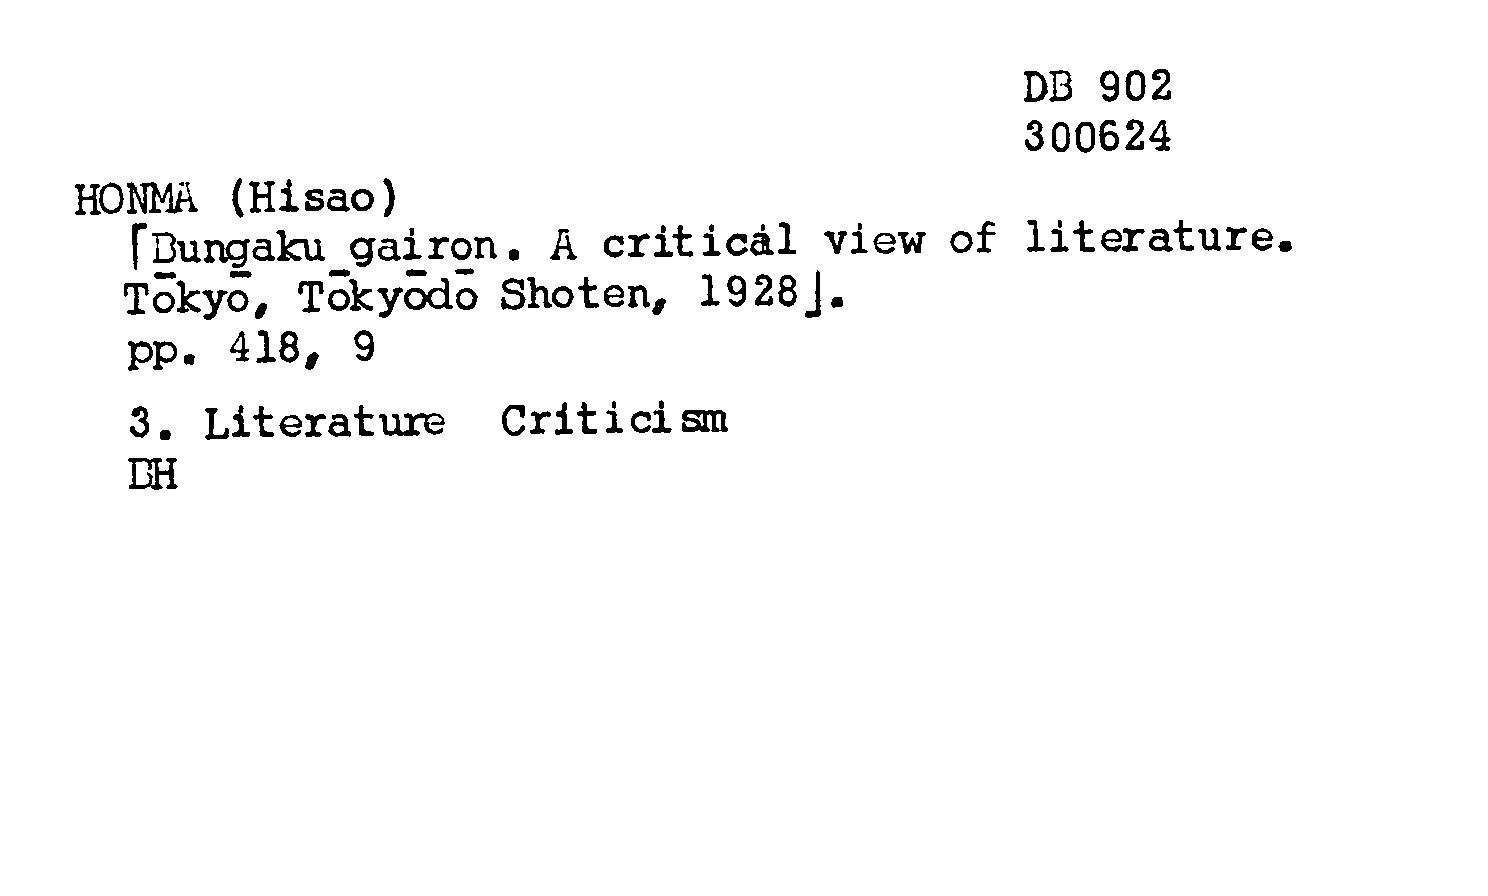 DB 902
300624
HONMA (Hisao)
⌈Bungaku gairon. A critical view of literature.
Tōkyō, Tōkyōdō Shoten, 1928⌋.
pp. 418, 9
3. Literature Criticism
BH